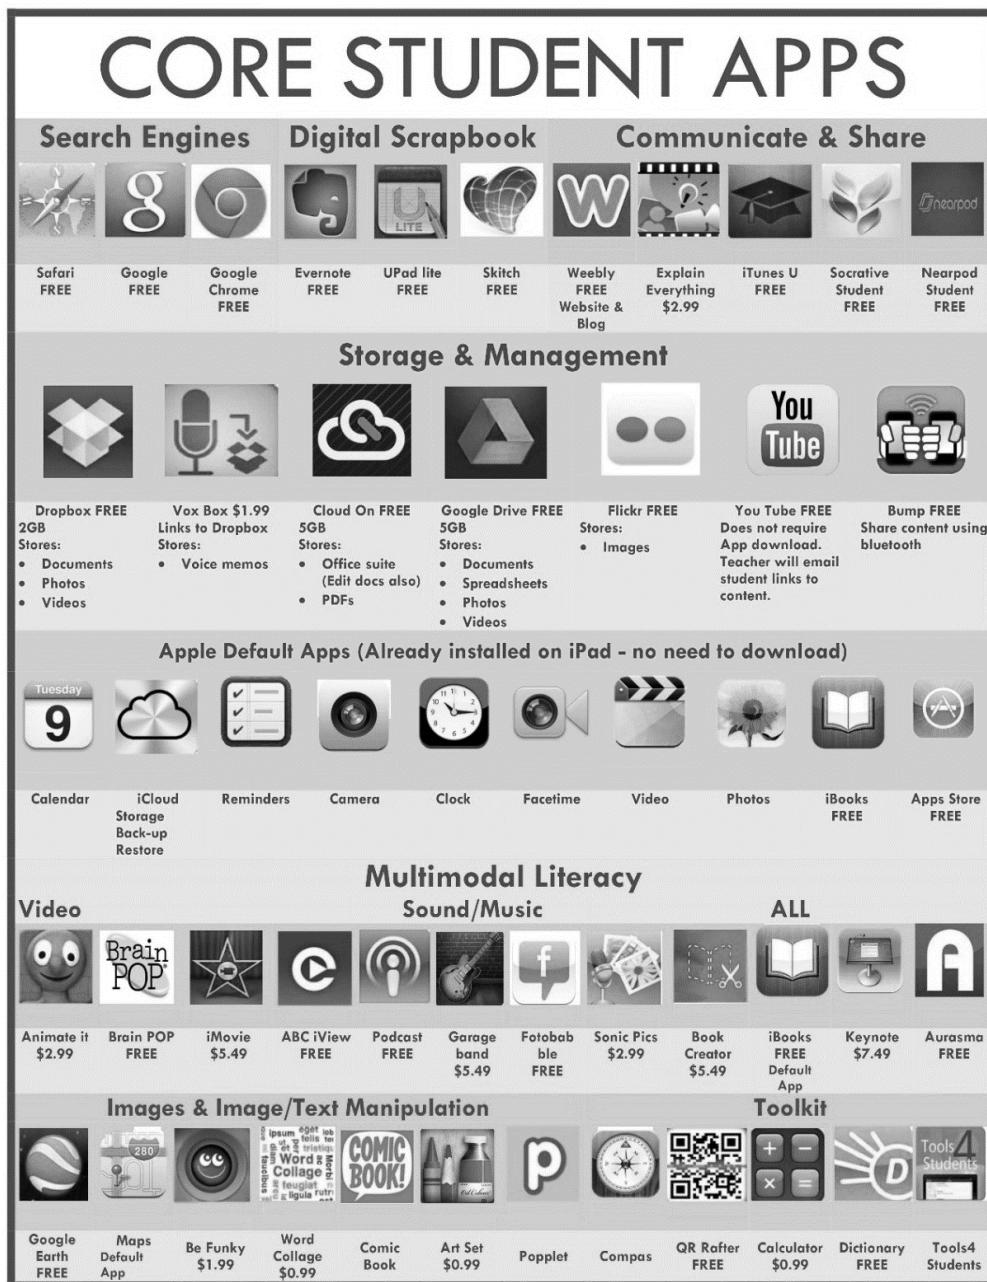 CORE STUDENT APPS
Search Engines
Digital Scrapbook
Communicate & Share
g
U
LITE
W
nearpod
Safari
FREE
Google
FREE
Google
Chrome
FREE
Evernote
FREE
UPad lite
FREE
Skitch
FREE
Weebly
FREE
Website &
Blog
Explain
Everything
$2.99
iTunes U
FREE
Socrative
Student
FREE
Nearpod
Student
FREE
Storage & Management
You
Tube
Dropbox FREE
2GB
Stores:
• Documents
• Photos
• Videos
Vox Box $1.99
Links to Dropbox
Stores:
• Voice memos
Cloud On FREE
5GB
Stores:
• Office suite
(Edit docs also)
• PDFs
Google Drive FREE
5GB
Stores:
• Documents
• Spreadsheets
• Photos
• Videos
Flickr FREE
Stores:
• Images
You Tube FREE
Does not require
App download.
Teacher will email
student links to
content.
Bump FREE
Share content using
bluetooth
Apple Default Apps (Already installed on iPad - no need to download)
Tuesday
9
Calendar
iCloud
Storage
Back-up
Restore
Reminders
Camera
Clock
Facetime
Video
Photos
iBooks
FREE
Apps Store
FREE
Multimodal Literacy
Video
Sound/Music
ALL
Brain
POP
f
A
Animate it
$2.99
Brain POP
FREE
iMovie
$5.49
ABC iView
FREE
Podcast
FREE
Garage
band
$5.49
Fotobab
ble
FREE
Sonic Pics
$2.99
Book
Creator
$5.49
iBooks
FREE
Default
App
Keynote
$7.49
Aurasma
FREE
Images & Image/Text Manipulation
Toolkit
280
Word
Collage
COMIC
BOOK!
p
D
Tools4
Students
Google
Earth
FREE
Maps
Default
App
Be Funky
$1.99
Word
Collage
$0.99
Comic
Book
Art Set
$0.99
Popplet
Compas
QR Rafter
FREE
Calculator
$0.99
Dictionary
FREE
Tools4
Students